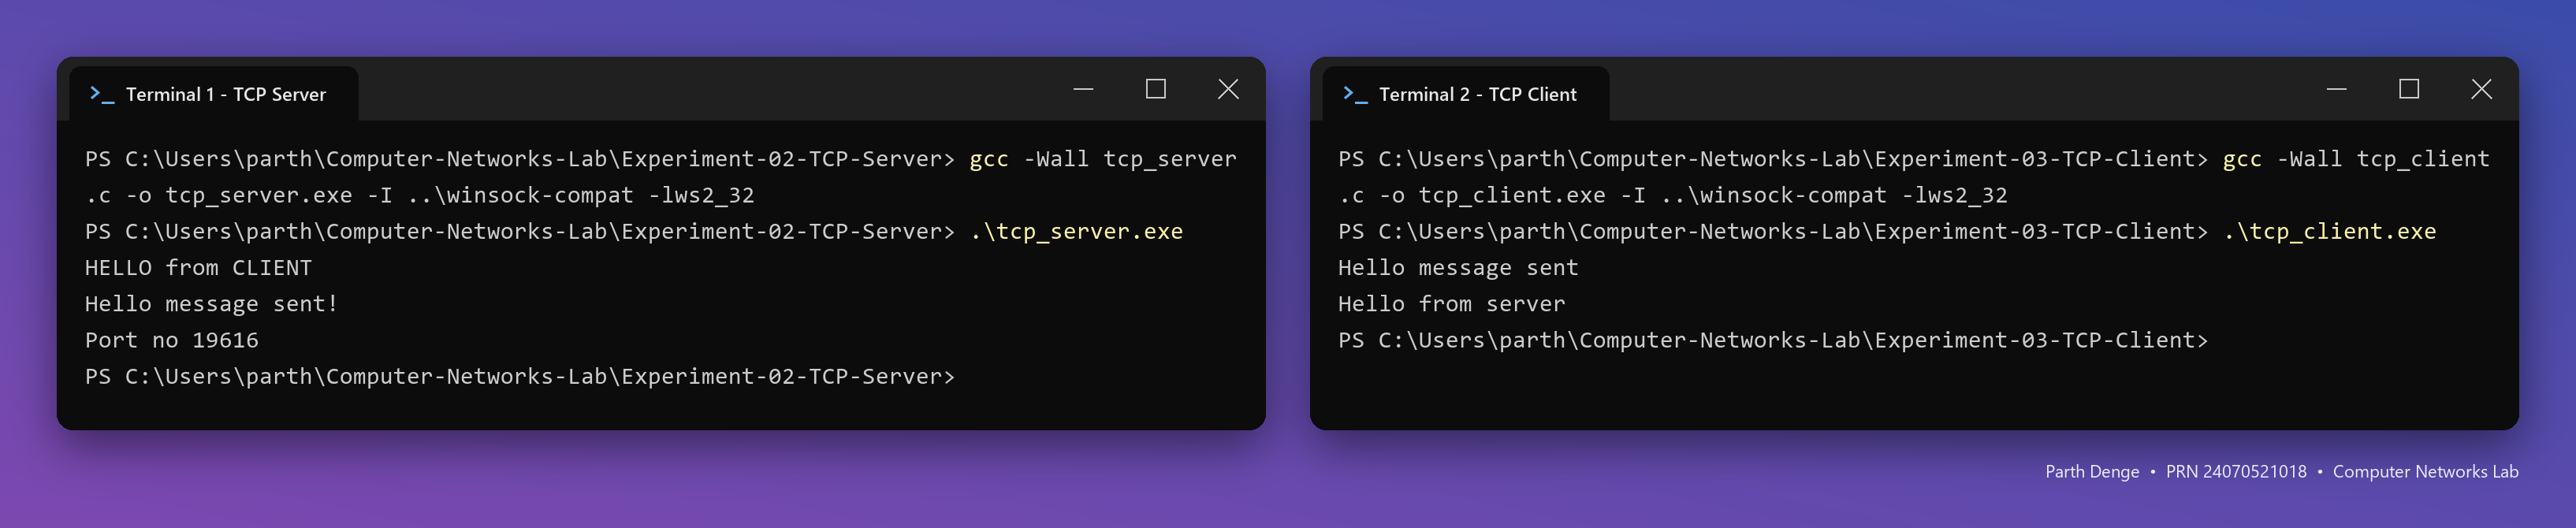 Terminal 1 - TCP Server
PS C:\Users\parth\Computer-Networks-Lab\Experiment-02-TCP-Server> gcc -Wall tcp_server
.c -o tcp_server.exe -I ..\winsock-compat -lws2_32
PS C:\Users\parth\Computer-Networks-Lab\Experiment-02-TCP-Server> .\tcp_server.exe
HELLO from CLIENT
Hello message sent!
Port no 19616
PS C:\Users\parth\Computer-Networks-Lab\Experiment-02-TCP-Server>
Terminal 2 - TCP Client
PS C:\Users\parth\Computer-Networks-Lab\Experiment-03-TCP-Client> gcc -Wall tcp_client
.c -o tcp_client.exe -I ..\winsock-compat -lws2_32
PS C:\Users\parth\Computer-Networks-Lab\Experiment-03-TCP-Client> .\tcp_client.exe
Hello message sent
Hello from server
PS C:\Users\parth\Computer-Networks-Lab\Experiment-03-TCP-Client>
Parth Denge • PRN 24070521018 • Computer Networks Lab